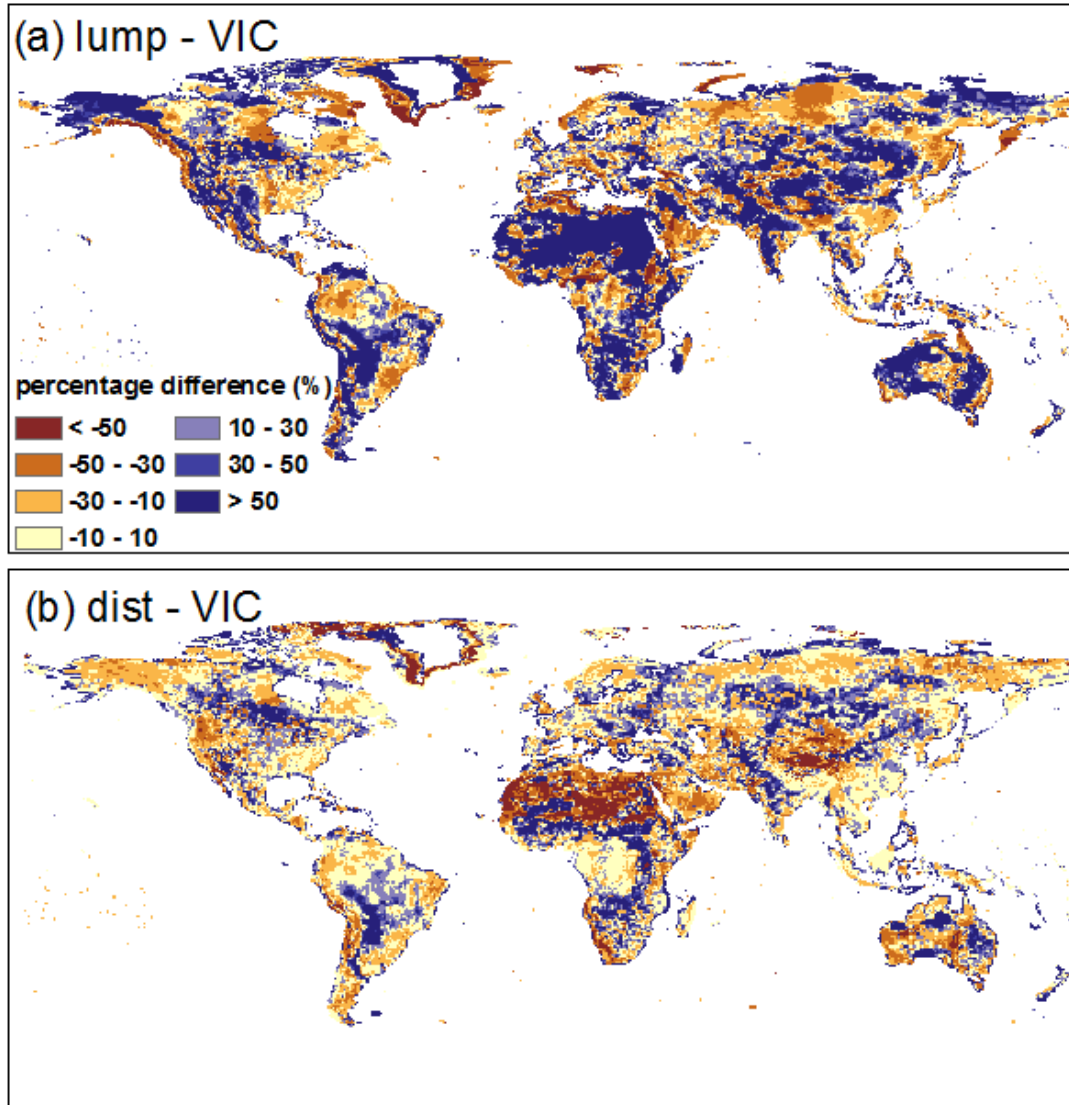 (a) lump - VIC
percentage difference (%)
< -50 10 - 30
-50 - -30 30 - 50
-30 - -10 > 50
-10 - 10
(b) dist - VIC